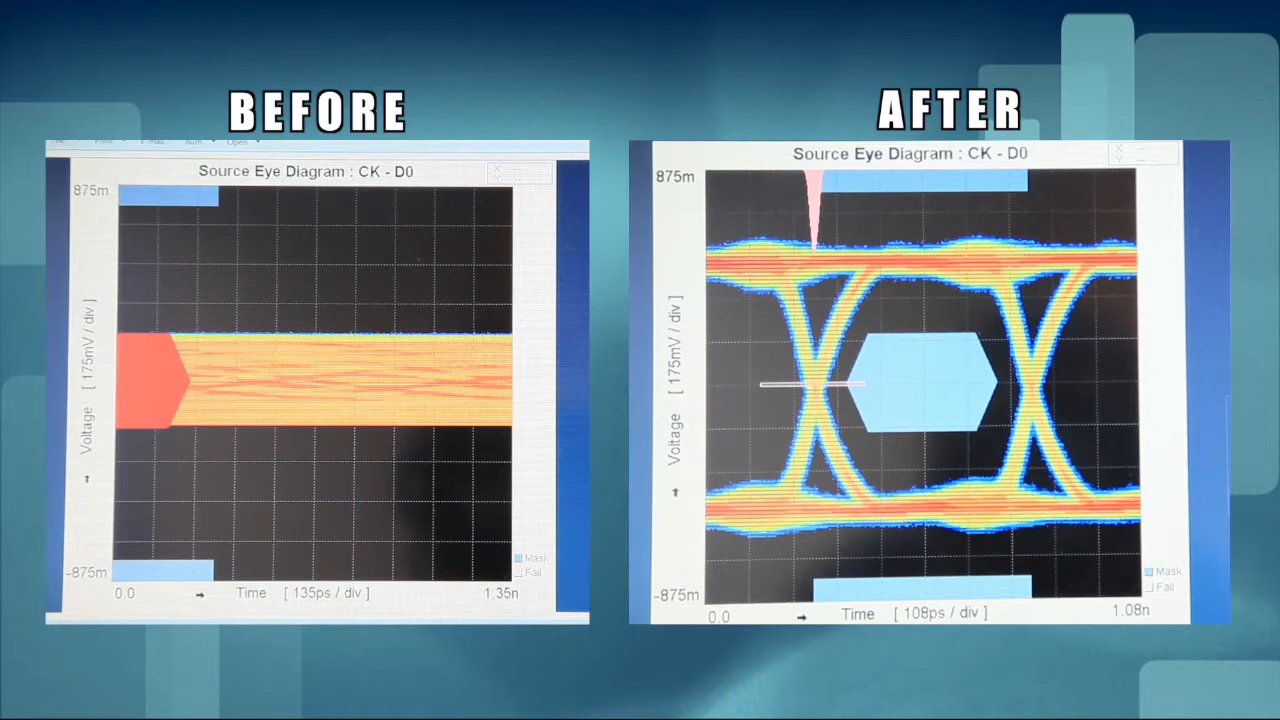 BEFORE
AFTER
Source Eye Diagram : CK - D0
X: --
Y: --
875m
Voltage [ 175mV / div ]
-875m
0.0
Time [ 135ps / div ]
1.35n
Mask
Fail
Source Eye Diagram : CK - D0
X: --
Y: --
875m
Voltage [ 175mV / div ]
-875m
0.0
Time [ 108ps / div ]
1.08n
Mask
Fail